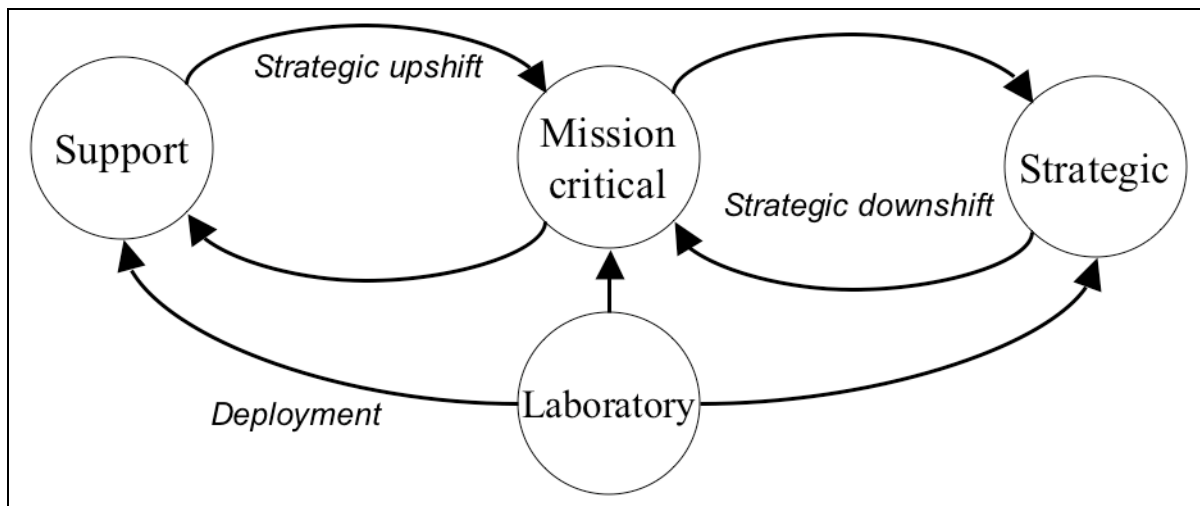 Strategic upshift
Support
Mission
critical
Strategic
Strategic downshift
Laboratory
Deployment